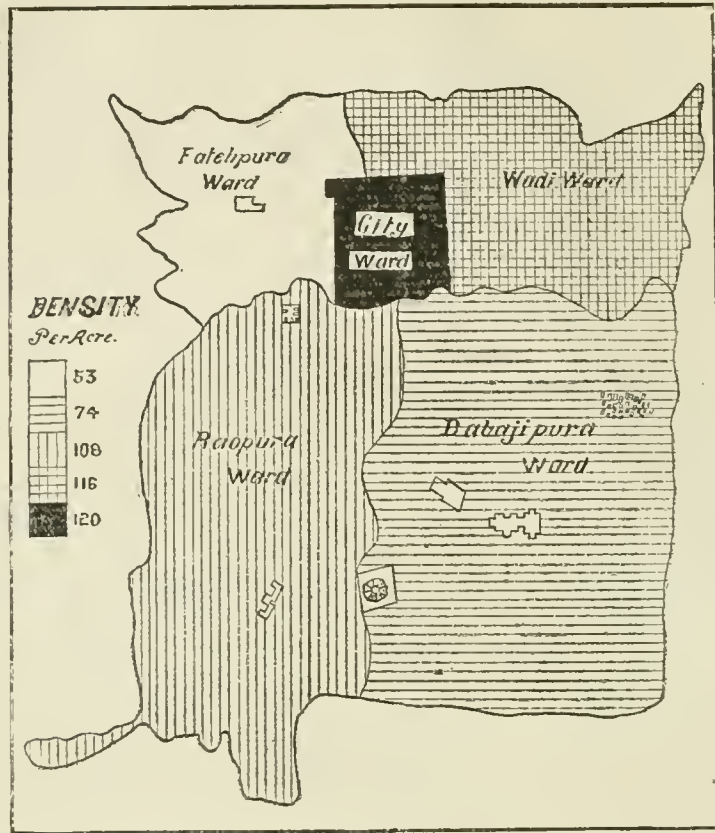 Fatehpura
Ward
Wadi Ward
City
Ward
DENSITY
Per Acre.
53
74
108
116
120
Raopura
Ward
Babajipura
Ward.